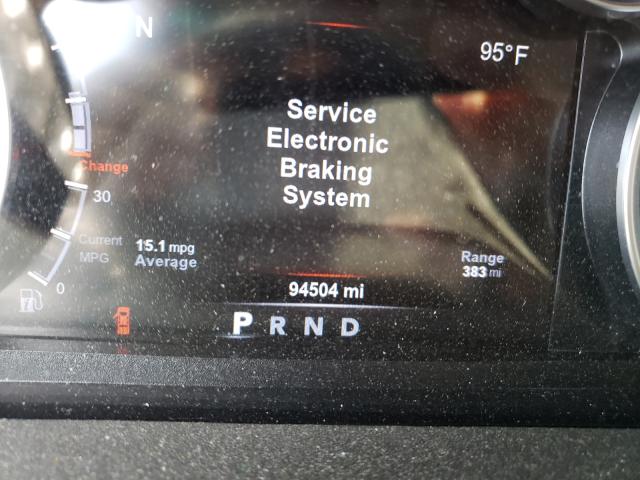 N
95°F
Service
Electronic
Braking
System
Change
30
Current
MPG
15.1 mpg
Average
Range
383 mi
0
94504 mi
P R N D